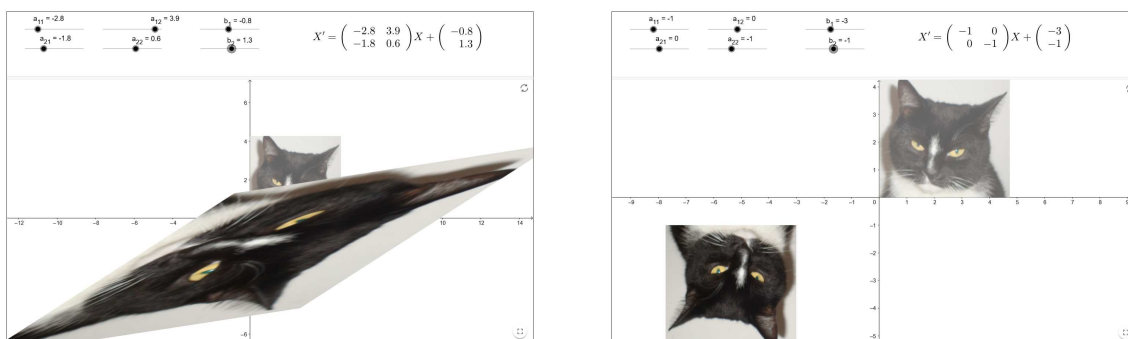 a11 = -2.8 a12 = 3.9 b1 = -0.8
a21 = -1.8 a22 = 0.6 b2 = 1.3
X′ = ( -2.8 3.9 ) X + ( -0.8 )
-1.8 0.6 1.3
6
4
2
-12 -10 -8 -6 -4 10 12 14
-6
a11 = -1 a12 = 0 b1 = -3
a21 = 0 a22 = -1 b2 = -1
X′ = ( -1 0 ) X + ( -3 )
0 -1 -1
4
3
2
1
-9 -8 -7 -6 -5 -4 -3 -2 -1 0 1 2 3 4 5 6 7 8 9
-1
-2
-3
-4
-5